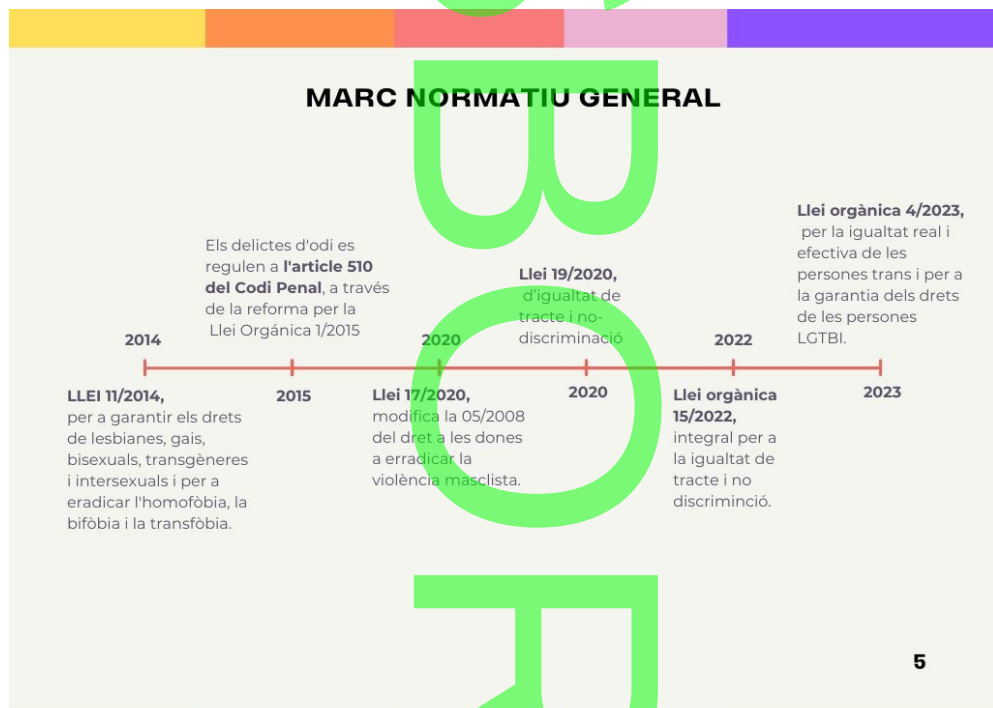 MARC NORMATIU GENERAL
2014
LLEI 11/2014,
per a garantir els drets
de lesbianes, gais,
bisexuals, transgèneres
i intersexuals i per a
eradicar l'homofòbia, la
bifòbia i la transfòbia.
Els delictes d'odi es
regulen a l'article 510
del Codi Penal, a través
de la reforma per la
Llei Orgánica 1/2015
2015
2020
Llei 17/2020,
modifica la 05/2008
del dret a les dones
a erradicar la
violència masclista.
Llei 19/2020,
d'igualtat de
tracte i no-
discriminació
2020
2022
Llei orgànica
15/2022,
integral per a
la igualtat de
tracte i no
discriminció.
Llei orgànica 4/2023,
per la igualtat real i
efectiva de les
persones trans i per a
la garantia dels drets
de les persones
LGTBI.
2023
5
BOR